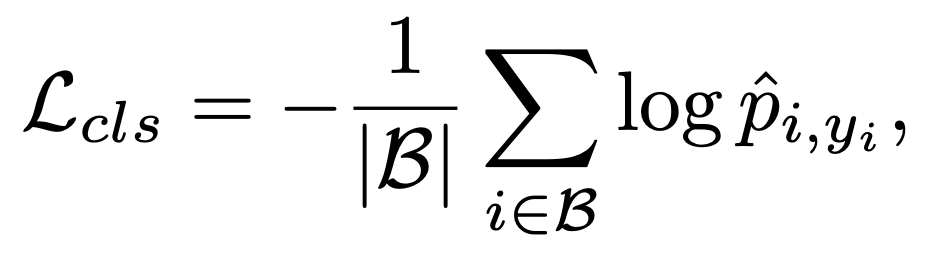 $\mathcal{L}_{cls} = -\frac{1}{|\mathcal{B}|} \sum_{i \in \mathcal{B}} \log \hat{p}_{i,y_i},$